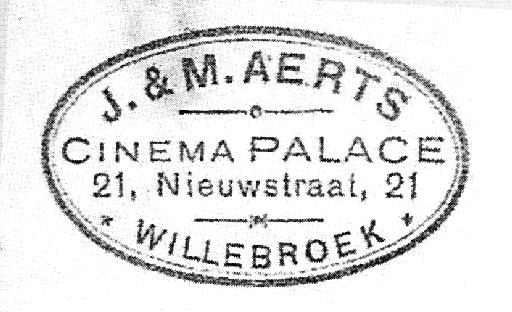 J. & M. AERTS
CINEMA PALACE
21, Nieuwstraat, 21
WILLEBROEK